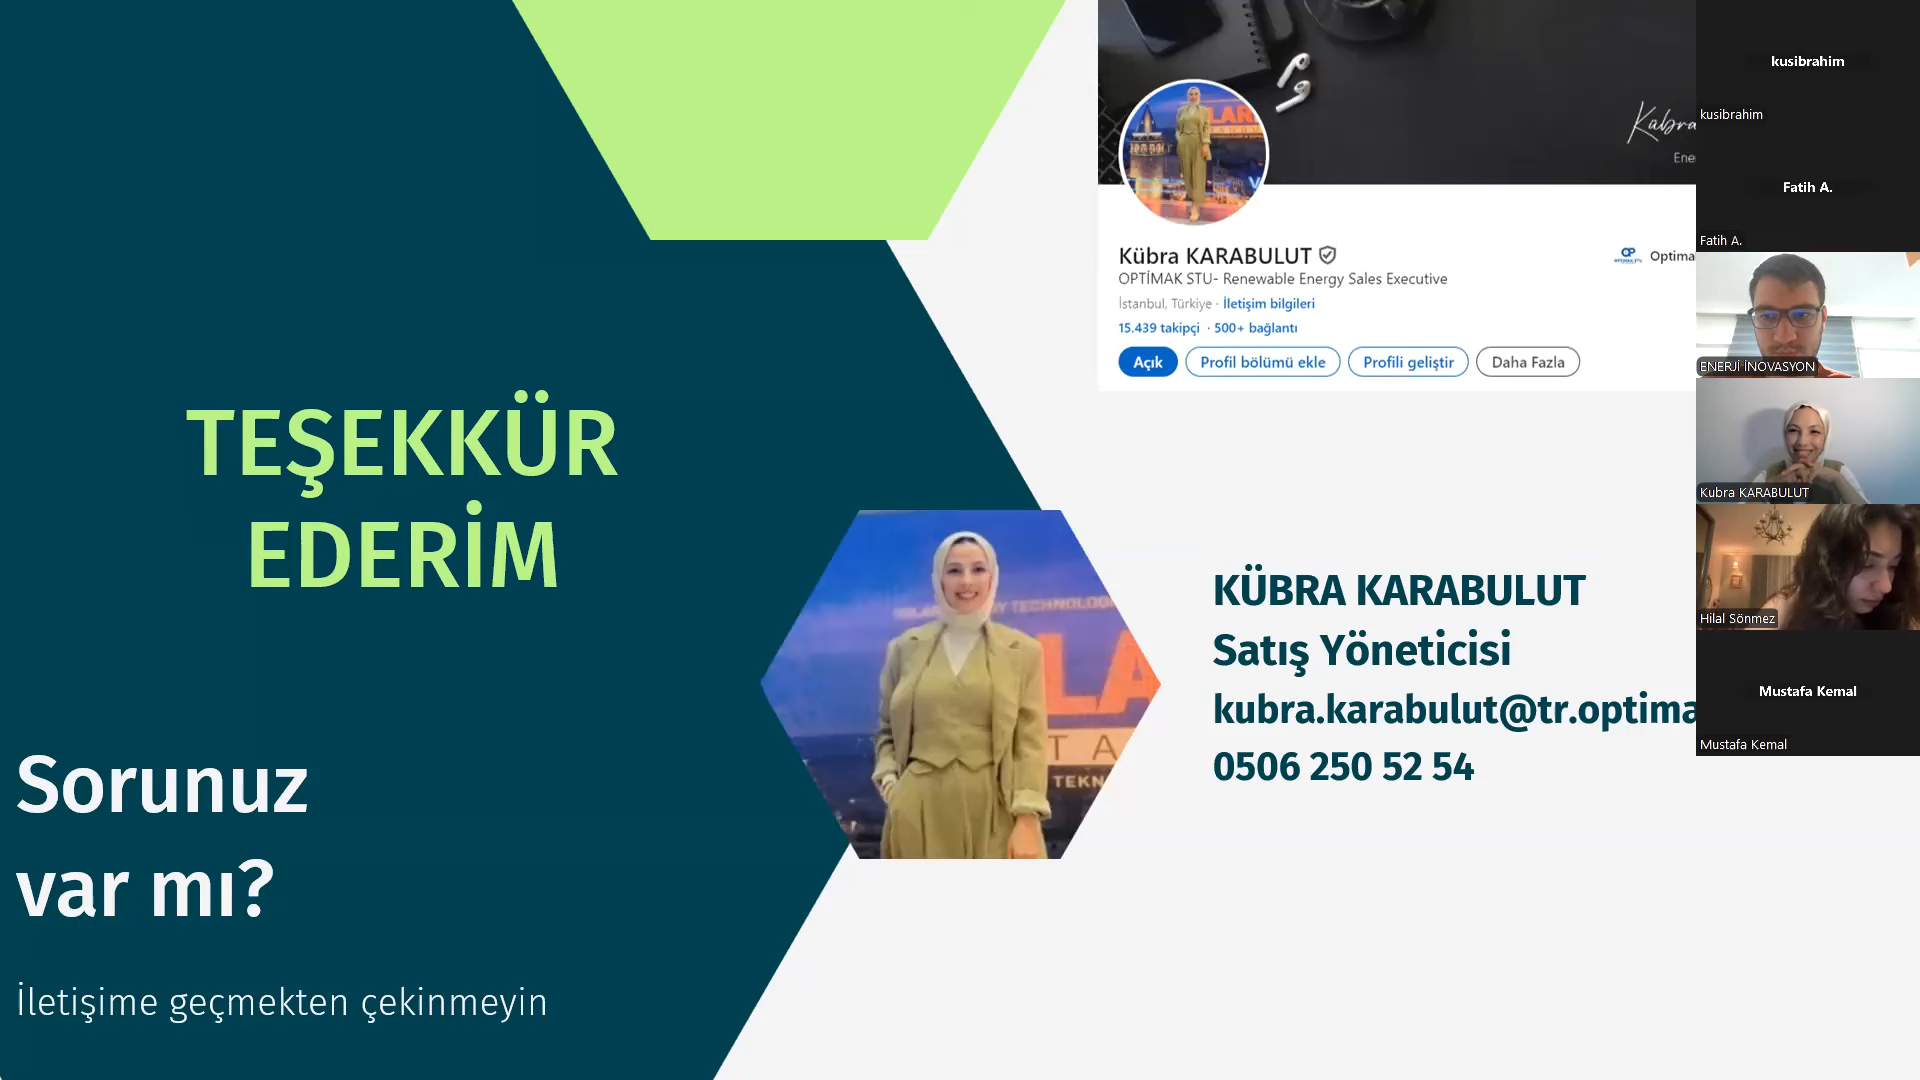 TEŞEKKÜR
EDERİM
Sorunuz
var mı?
İletişime geçmekten çekinmeyin
Kübra KARABULUT
OPTİMAK STU- Renewable Energy Sales Executive
İstanbul, Türkiye · İletişim bilgileri
15.439 takipçi · 500+ bağlantı
Açık
Profil bölümü ekle
Profili geliştir
Daha Fazla
KÜBRA KARABULUT
Satış Yöneticisi
kubra.karabulut@tr.optima
0506 250 52 54
kusibrahim
kusibrahim
Fatih A.
Fatih A.
ENERJİ İNOVASYON
Kubra KARABULUT
Hilal Sönmez
Mustafa Kemal
Mustafa Kemal